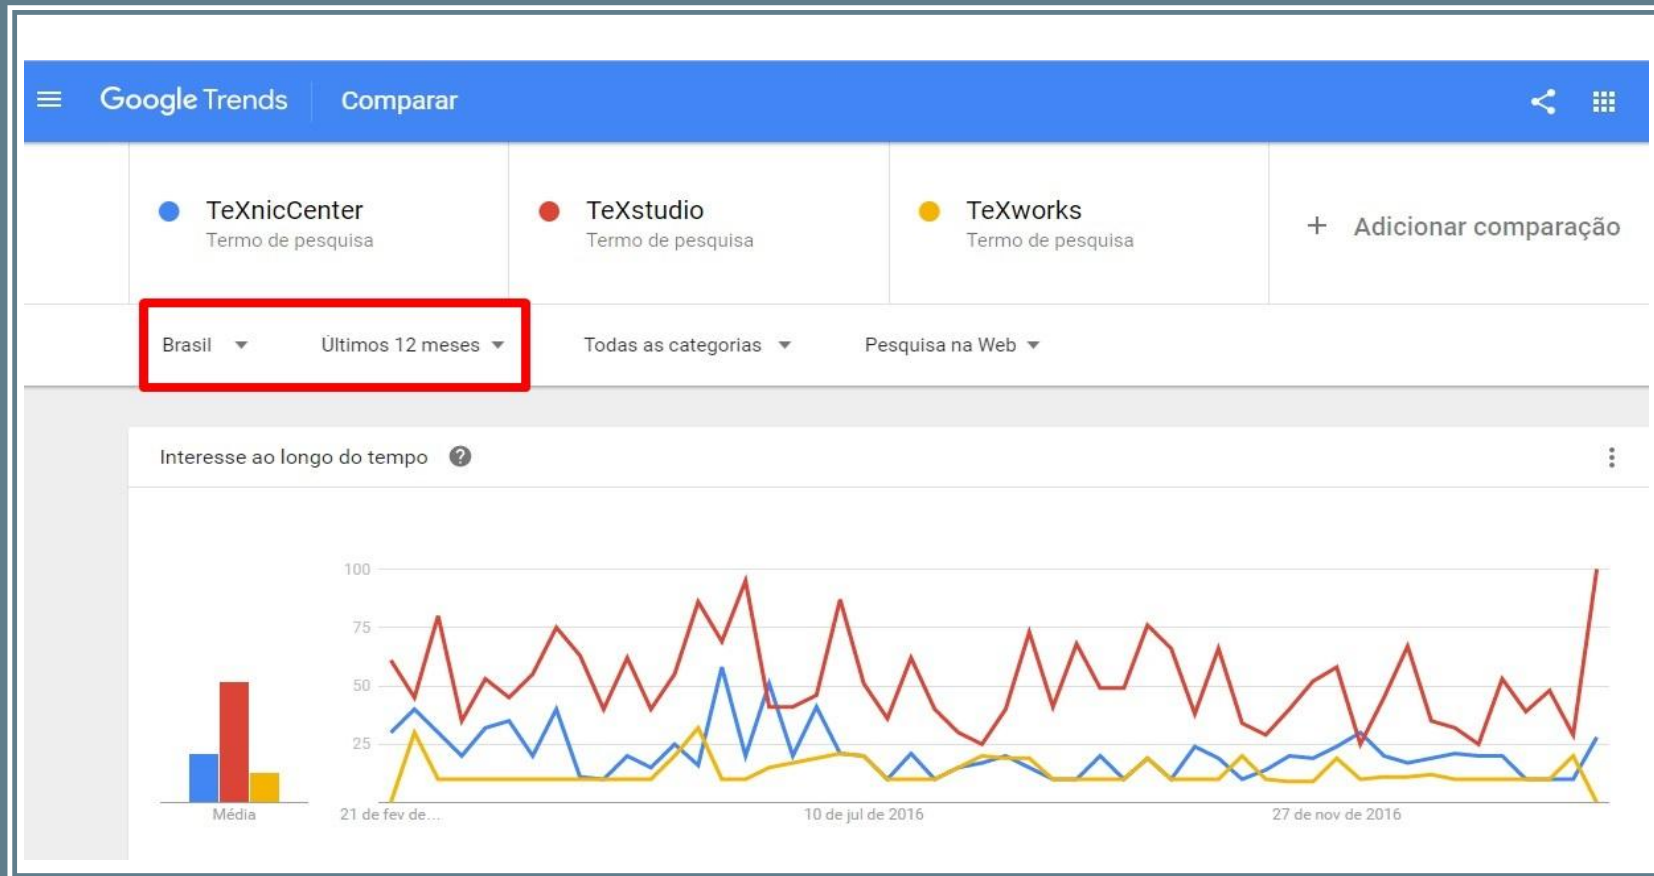 Google Trends Comparar
TeXnicCenter
Termo de pesquisa
TeXstudio
Termo de pesquisa
TeXworks
Termo de pesquisa
+ Adicionar comparação
Brasil Últimos 12 meses Todas as categorias Pesquisa na Web
Interesse ao longo do tempo ?
100
75
50
25
Média
21 de fev de...
10 de jul de 2016
27 de nov de 2016